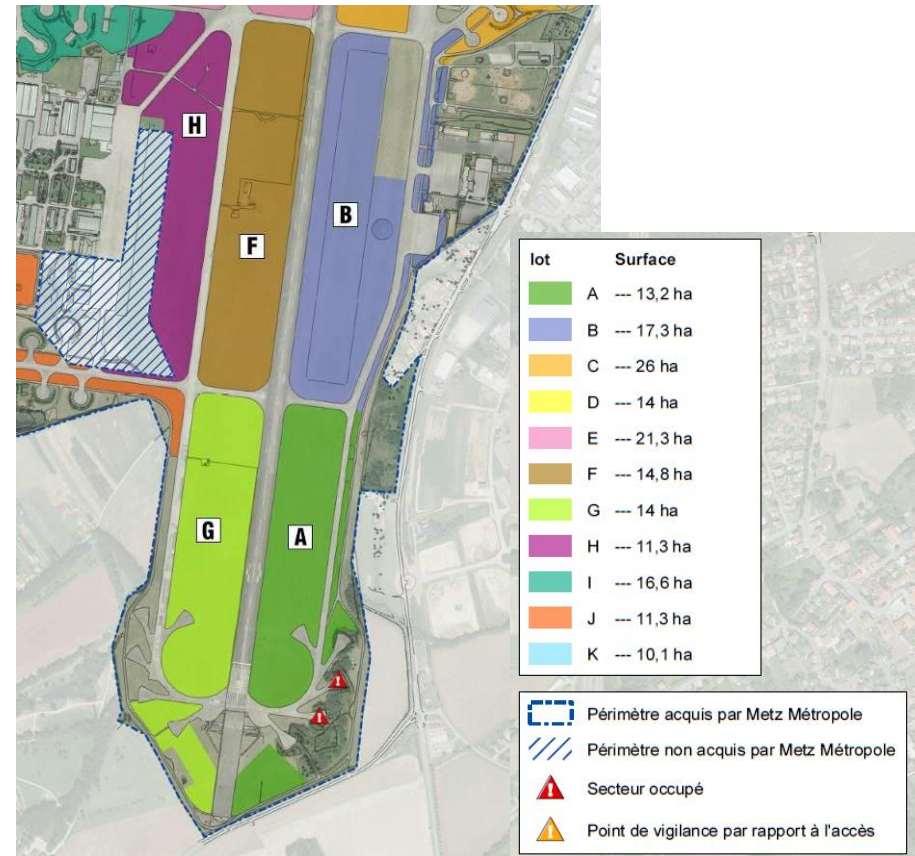 H
F
B
G
A
lot Surface
A --- 13,2 ha
B --- 17,3 ha
C --- 26 ha
D --- 14 ha
E --- 21,3 ha
F --- 14,8 ha
G --- 14 ha
H --- 11,3 ha
I --- 16,6 ha
J --- 11,3 ha
K --- 10,1 ha
Périmètre acquis par Metz Métropole
Périmètre non acquis par Metz Métropole
Secteur occupé
Point de vigilance par rapport à l'accès